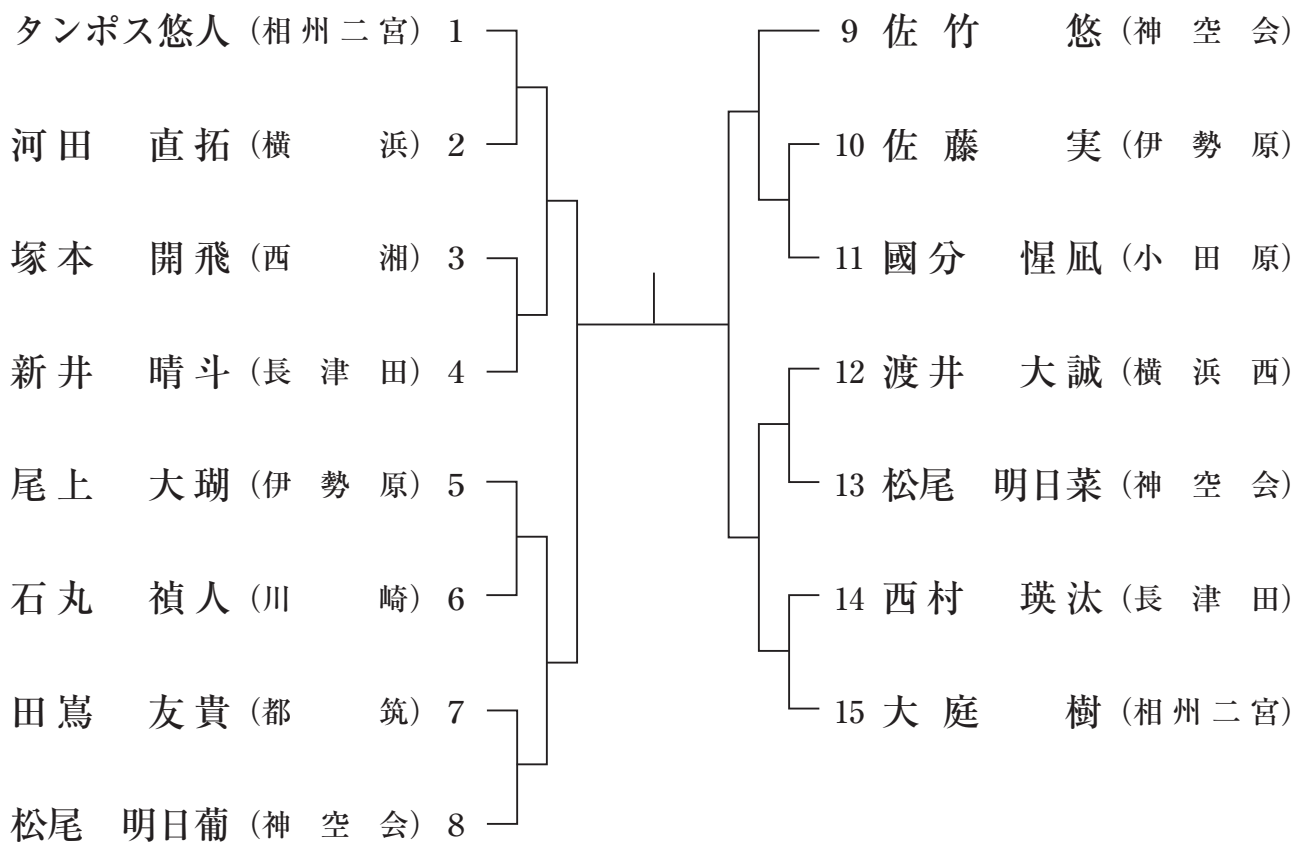 タンポス悠人（相州二宮）1
河田 直拓（横浜）2
塚本 開飛（西湘）3
新井 晴斗（長津田）4
尾上 大瑚（伊勢原）5
石丸 禎人（川崎）6
田嶌 友貴（都筑）7
松尾 明日葡（神空会）8
9 佐竹 悠（神空会）
10 佐藤 実（伊勢原）
11 國分 惺凪（小田原）
12 渡井 大誠（横浜西）
13 松尾 明日菜（神空会）
14 西村 瑛汰（長津田）
15 大庭 樹（相州二宮）